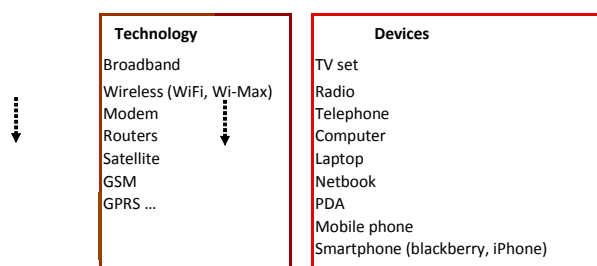 Technology
Broadband
Wireless (WiFi, Wi-Max)
Modem
Routers
Satellite
GSM
GPRS …
Devices
TV set
Radio
Telephone
Computer
Laptop
Netbook
PDA
Mobile phone
Smartphone (blackberry, iPhone)